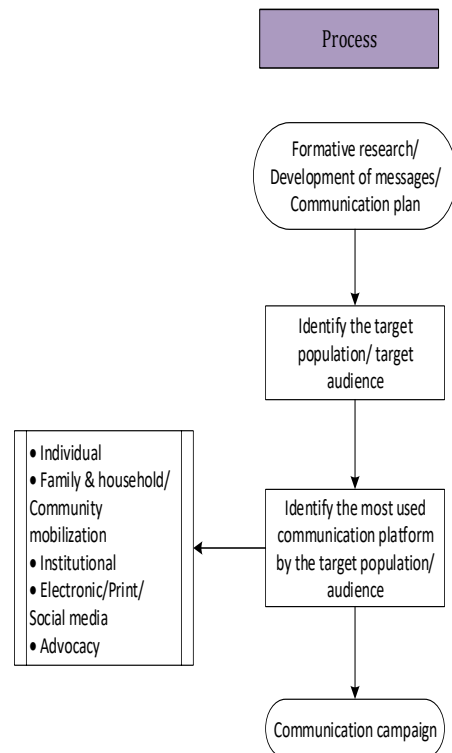 Process
Formative research/
Development of messages/
Communication plan
Identify the target
population/ target
audience
• Individual
• Family & household/
Community
mobilization
• Institutional
• Electronic/Print/
Social media
• Advocacy
Identify the most used
communication platform
by the target population/
audience
Communication campaign